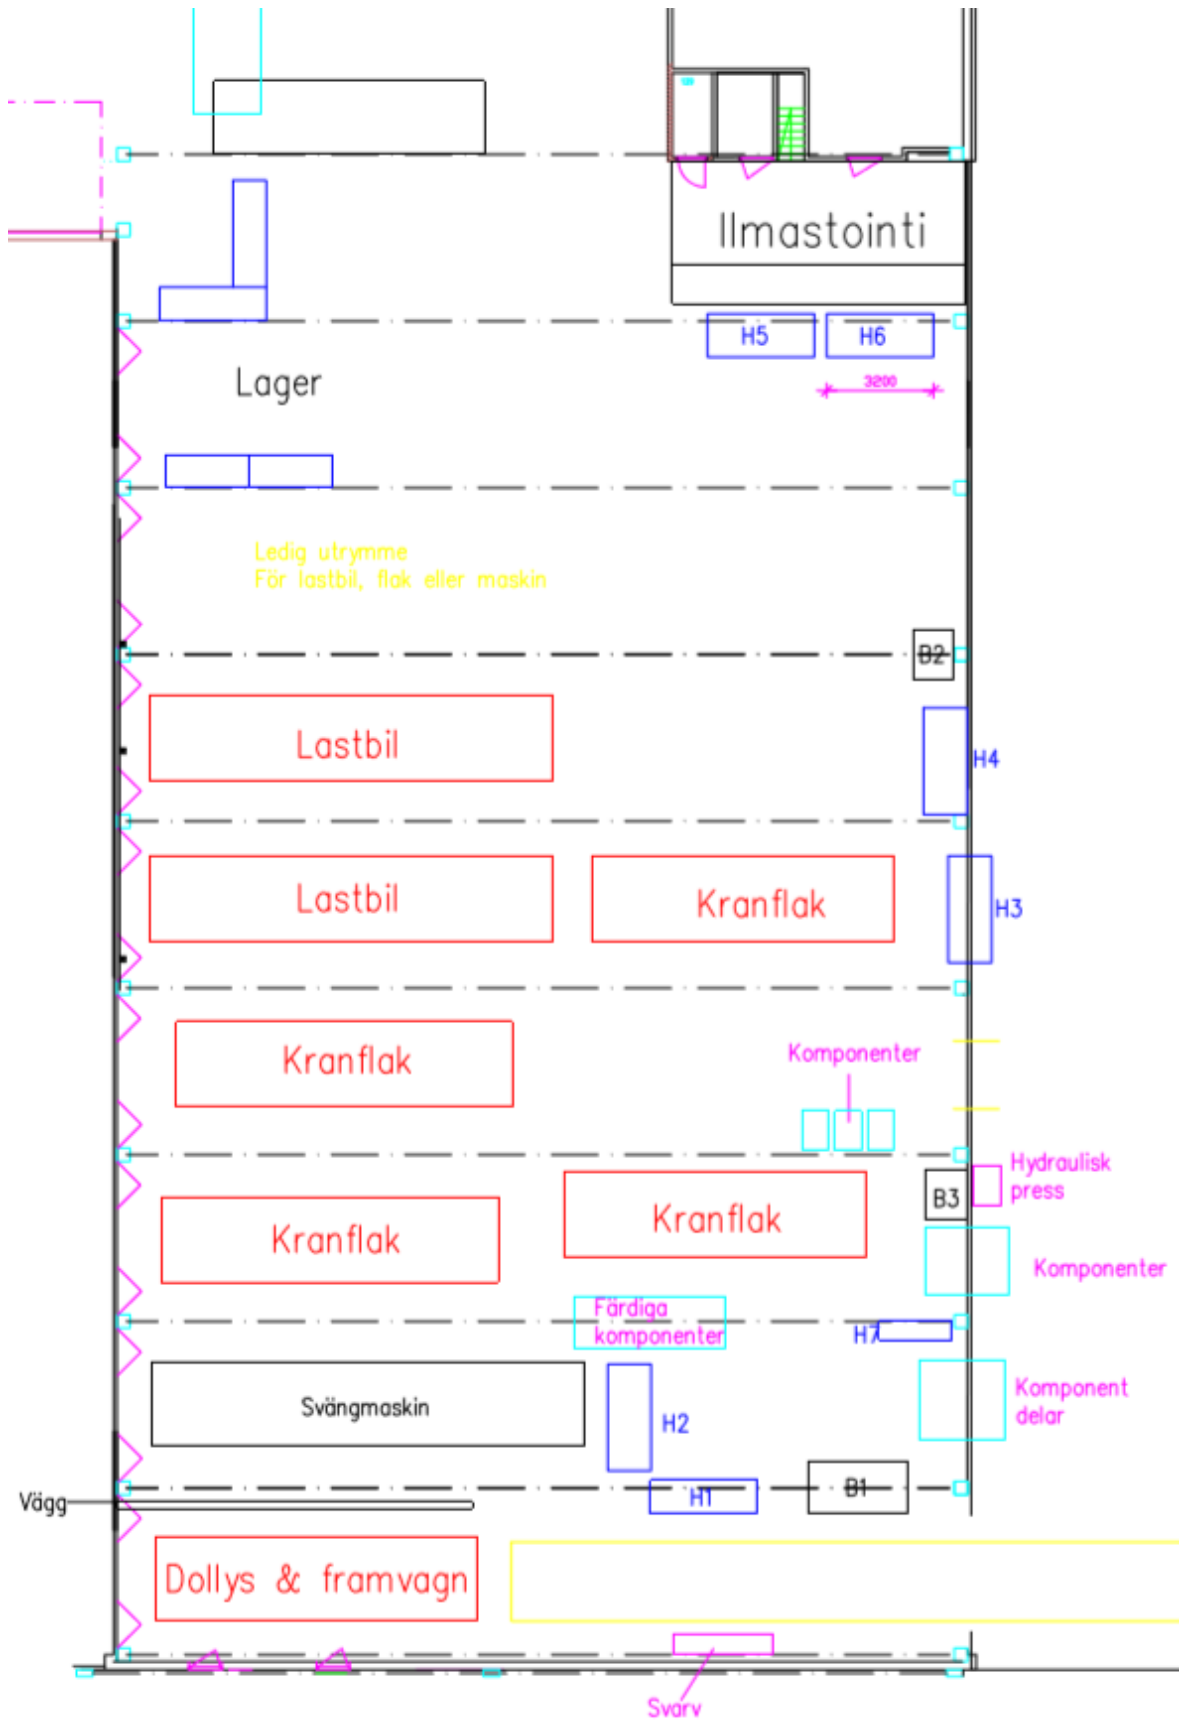 Ilmastointi
H5
H6
3200
Lager
Ledig utrymme
För lastbil, flak eller maskin
B2
Lastbil
H4
Lastbil
Kranflak
H3
Kranflak
Komponenter
Hydraulisk
press
B3
Kranflak
Kranflak
Komponenter
Färdiga
komponenter
H7
Svängmaskin
H2
Komponent
delar
H1
B1
Vägg
Dollys & framvagn
Svarv